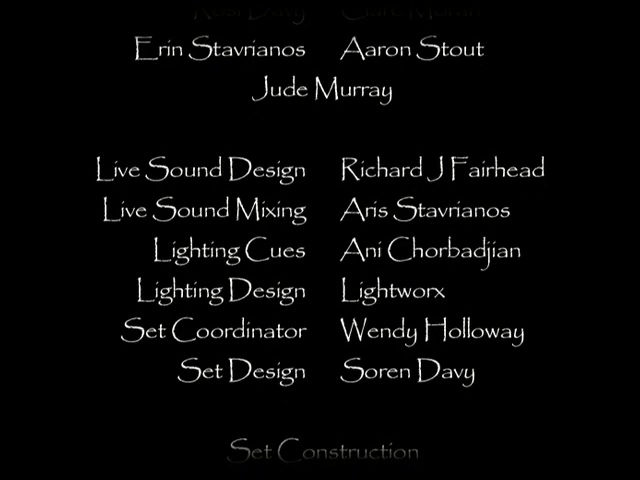 Erin Stavrianos Aaron Stout
Jude Murray
Live Sound Design Richard J Fairhead
Live Sound Mixing Aris Stavrianos
Lighting Cues Ani Chorbadjian
Lighting Design Lightworx
Set Coordinator Wendy Holloway
Set Design Soren Davy
Set Construction